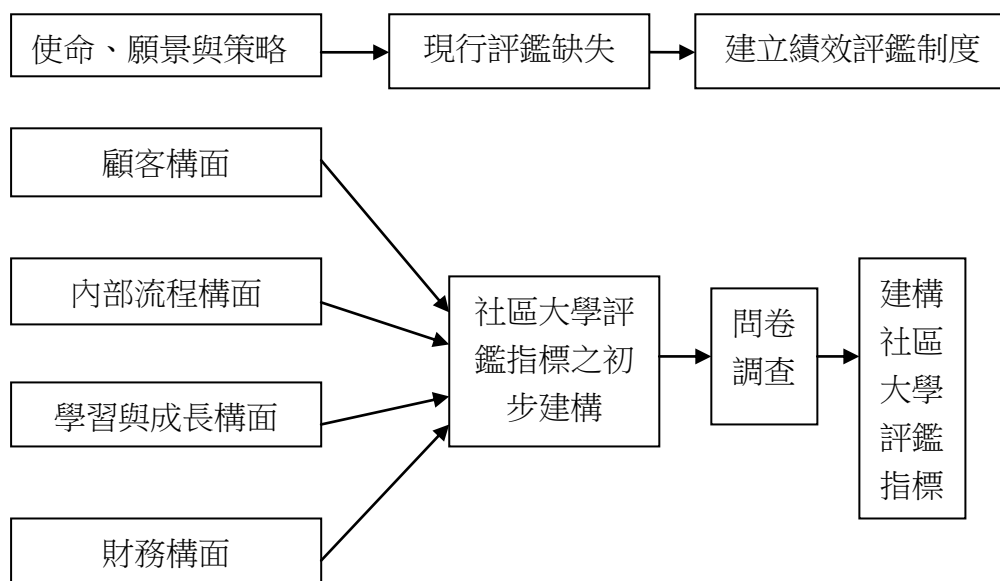 使命、願景與策略
現行評鑑缺失
建立績效評鑑制度
顧客構面
內部流程構面
學習與成長構面
財務構面
社區大學評
鑑指標之初
步建構
問卷
調查
建構
社區
大學
評鑑
指標